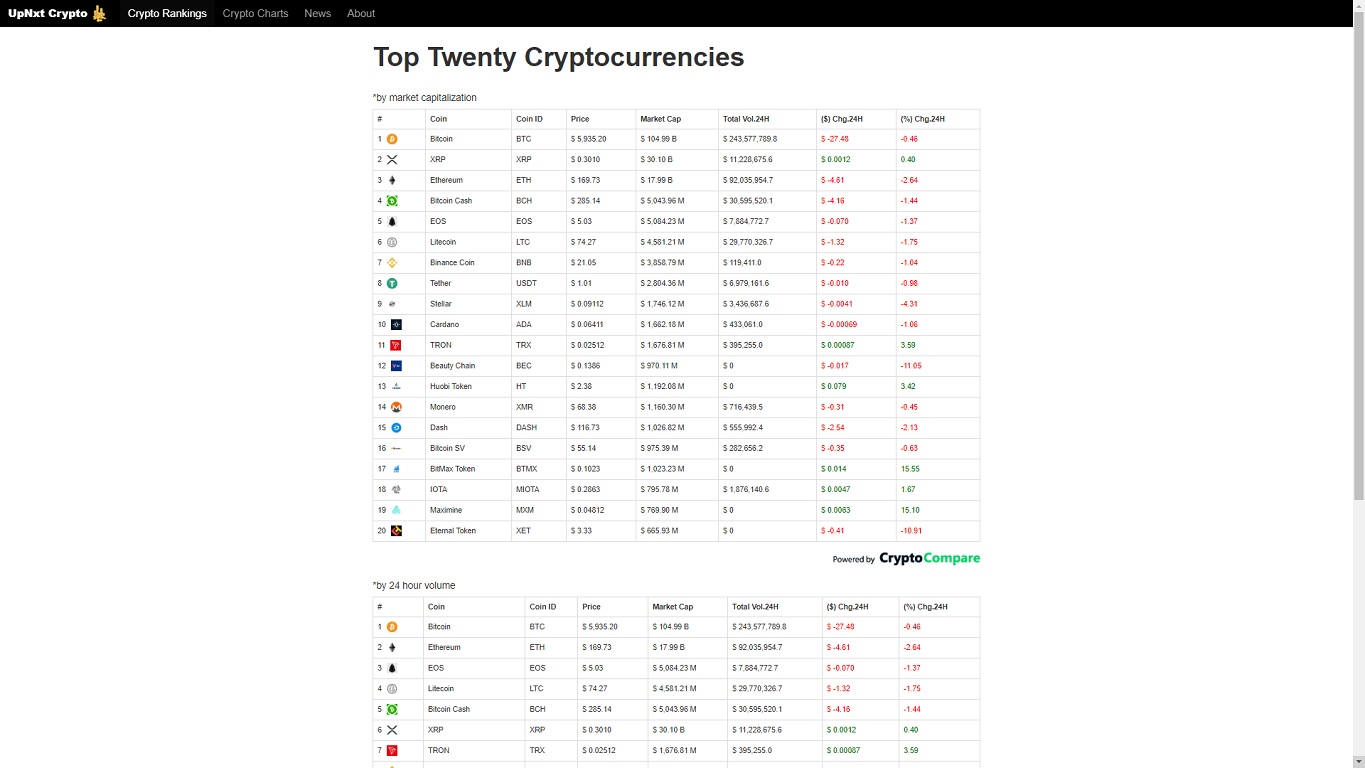 UpNxt Crypto Crypto Rankings Crypto Charts News About
Top Twenty Cryptocurrencies
*by market capitalization
# Coin Coin ID Price Market Cap Total Vol.24H ($) Chg.24H (%) Chg.24H
1 Bitcoin BTC $ 5,935.20 $ 104.99 B $ 243,577,789.8 $ -27.48 -0.46
2 XRP XRP $ 0.3010 $ 30.10 B $ 11,228,675.6 $ 0.0012 0.40
3 Ethereum ETH $ 169.73 $ 17.99 B $ 92,035,954.7 $ -4.61 -2.64
4 Bitcoin Cash BCH $ 285.14 $ 5,043.96 M $ 30,595,520.1 $ -4.16 -1.44
5 EOS EOS $ 5.03 $ 5,084.23 M $ 7,884,772.7 $ -0.070 -1.37
6 Litecoin LTC $ 74.27 $ 4,581.21 M $ 29,770,326.7 $ -1.32 -1.75
7 Binance Coin BNB $ 21.05 $ 3,858.79 M $ 119,411.0 $ -0.22 -1.04
8 Tether USDT $ 1.01 $ 2,804.36 M $ 6,979,161.6 $ -0.010 -0.98
9 Stellar XLM $ 0.09112 $ 1,746.12 M $ 3,436,687.6 $ -0.0041 -4.31
10 Cardano ADA $ 0.06411 $ 1,662.18 M $ 433,061.0 $ -0.00069 -1.06
11 TRON TRX $ 0.02512 $ 1,676.81 M $ 395,255.0 $ 0.00087 3.59
12 Beauty Chain BEC $ 0.1386 $ 970.11 M $ 0 $ -0.017 -11.05
13 Huobi Token HT $ 2.38 $ 1,192.08 M $ 0 $ 0.079 3.42
14 Monero XMR $ 68.38 $ 1,160.30 M $ 716,439.5 $ -0.31 -0.45
15 Dash DASH $ 116.73 $ 1,026.82 M $ 555,992.4 $ -2.54 -2.13
16 Bitcoin SV BSV $ 55.14 $ 975.39 M $ 282,656.2 $ -0.35 -0.63
17 BitMax Token BTMX $ 0.1023 $ 1,023.23 M $ 0 $ 0.014 15.55
18 IOTA MIOTA $ 0.2863 $ 795.78 M $ 1,876,140.6 $ 0.0047 1.67
19 Maximine MXM $ 0.04812 $ 769.90 M $ 0 $ 0.0063 15.10
20 Eternal Token XET $ 3.33 $ 665.93 M $ 0 $ -0.41 -10.91
Powered by CryptoCompare
*by 24 hour volume
# Coin Coin ID Price Market Cap Total Vol.24H ($) Chg.24H (%) Chg.24H
1 Bitcoin BTC $ 5,935.20 $ 104.99 B $ 243,577,789.8 $ -27.48 -0.46
2 Ethereum ETH $ 169.73 $ 17.99 B $ 92,035,954.7 $ -4.61 -2.64
3 EOS EOS $ 5.03 $ 5,084.23 M $ 7,884,772.7 $ -0.070 -1.37
4 Litecoin LTC $ 74.27 $ 4,581.21 M $ 29,770,326.7 $ -1.32 -1.75
5 Bitcoin Cash BCH $ 285.14 $ 5,043.96 M $ 30,595,520.1 $ -4.16 -1.44
6 XRP XRP $ 0.3010 $ 30.10 B $ 11,228,675.6 $ 0.0012 0.40
7 TRON TRX $ 0.02512 $ 1,676.81 M $ 395,255.0 $ 0.00087 3.59